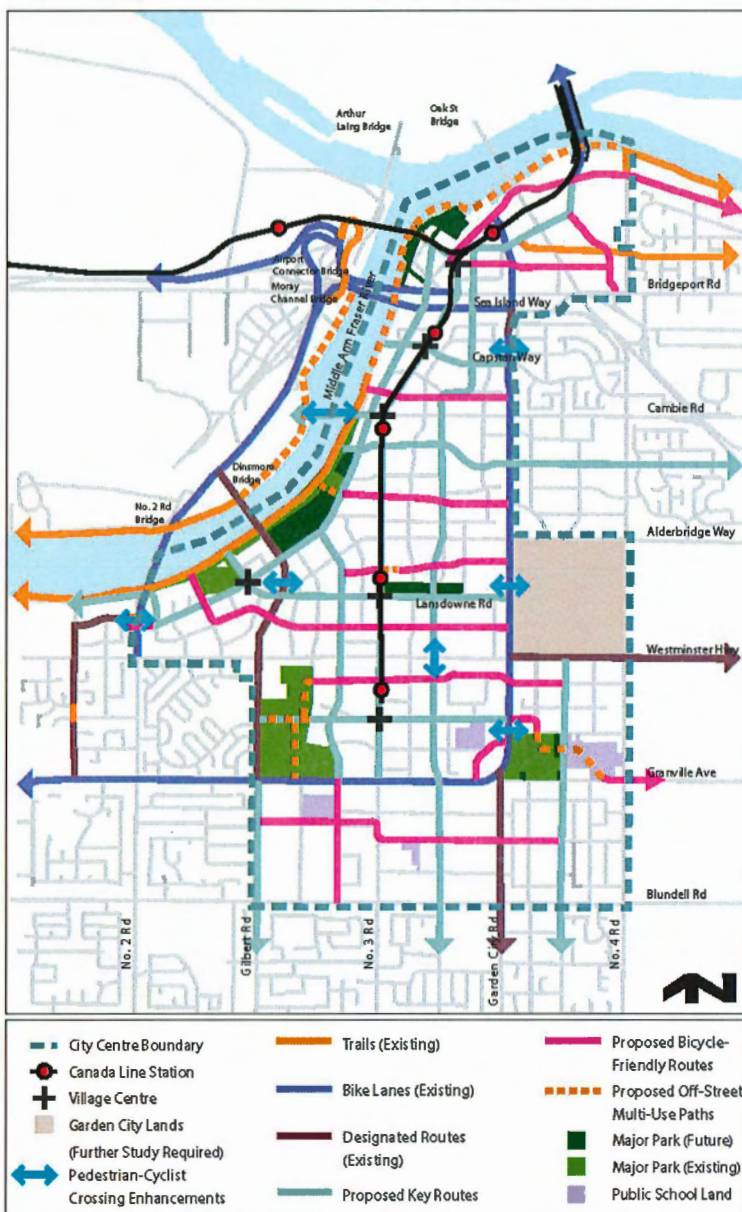 Arthur
Laing Bridge
Oak St
Bridge
Airport
Connector Bridge
Moray
Channel Bridge
Middle Arm Fraser River
Sea Island Way
Bridgeport Rd
Capstan Way
Cambie Rd
Dinsmore
Bridge
No. 2 Rd
Bridge
Alderbridge Way
Lansdowne Rd
Westminster Hwy
Granville Ave
Blundell Rd
No. 2 Rd
Gilbert Rd
No. 3 Rd
Garden City Rd
No. 4 Rd
N
City Centre Boundary
Canada Line Station
Village Centre
Garden City Lands
(Further Study Required)
Pedestrian-Cyclist
Crossing Enhancements
Trails (Existing)
Bike Lanes (Existing)
Designated Routes
(Existing)
Proposed Key Routes
Proposed Bicycle-
Friendly Routes
Proposed Off-Street
Multi-Use Paths
Major Park (Future)
Major Park (Existing)
Public School Land